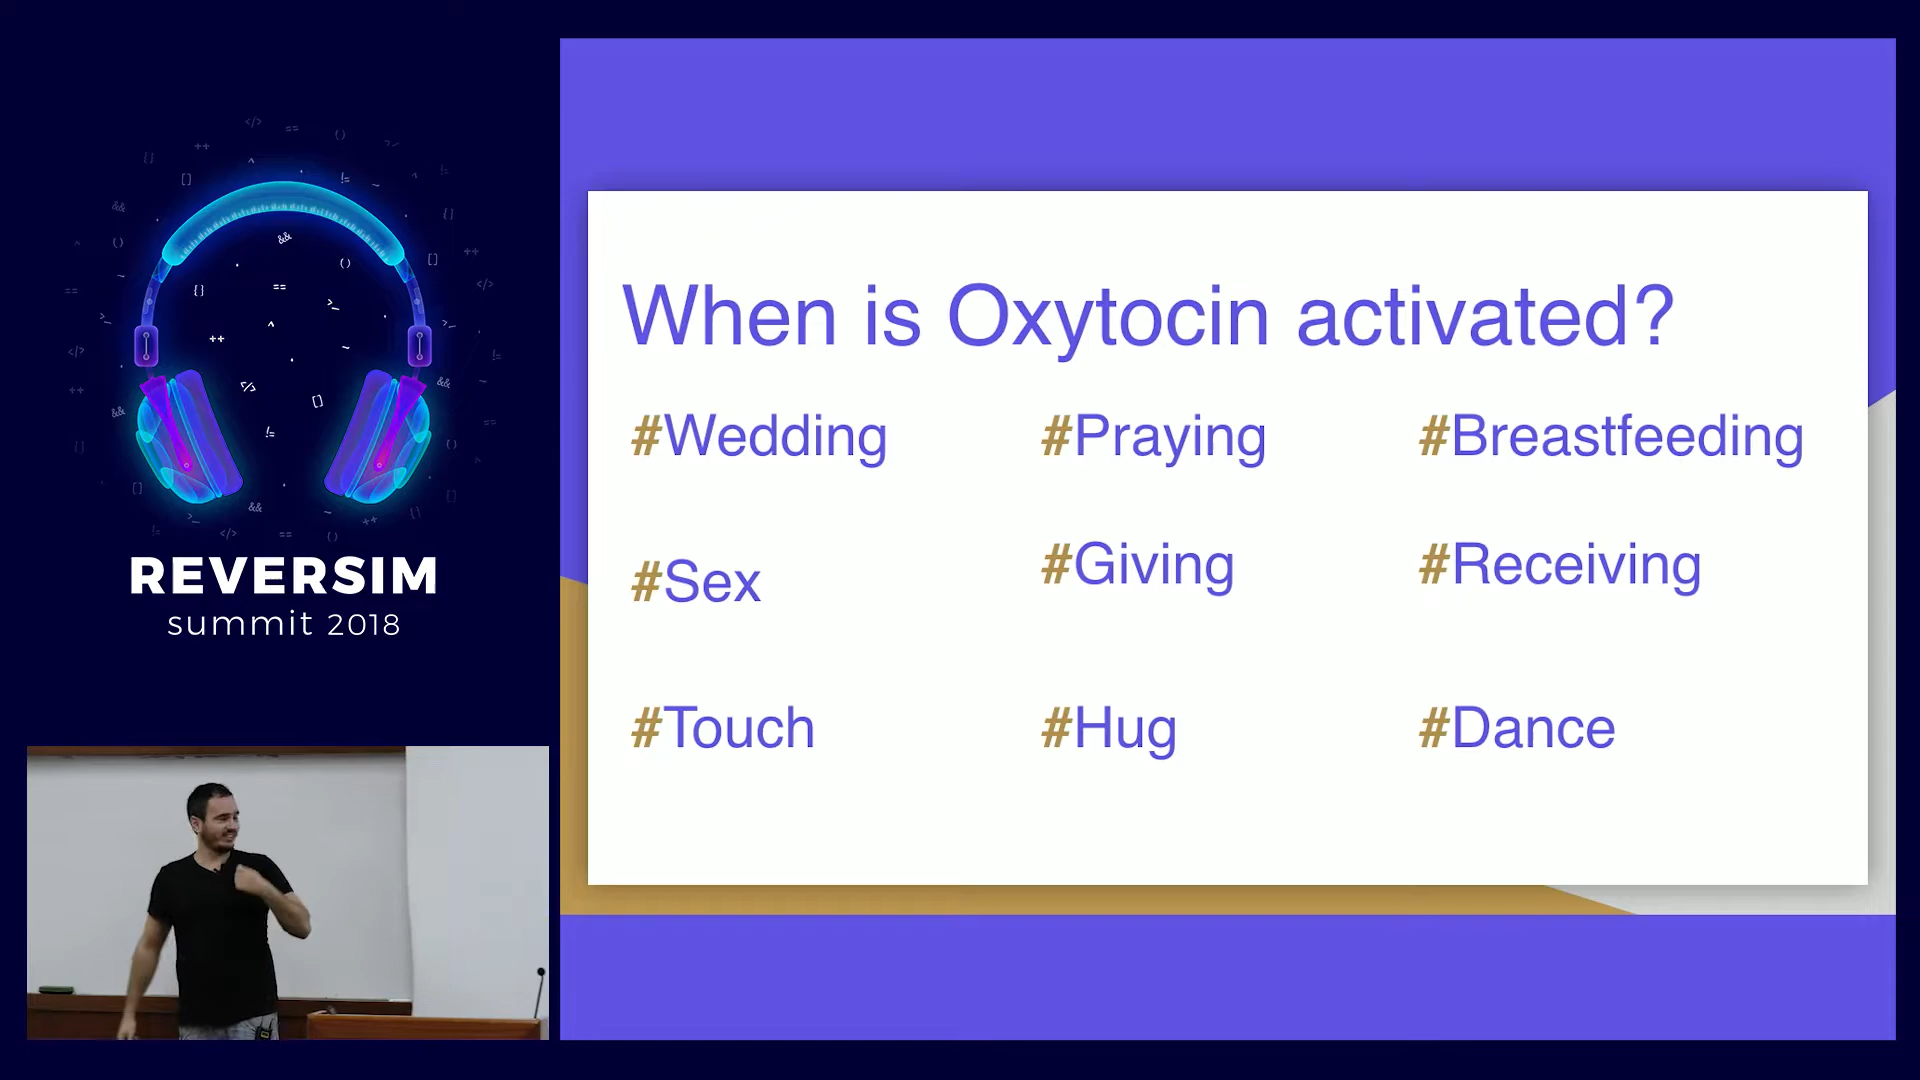 REVERSIM
summit 2018
When is Oxytocin activated?
#Wedding #Praying #Breastfeeding
#Sex #Giving #Receiving
#Touch #Hug #Dance